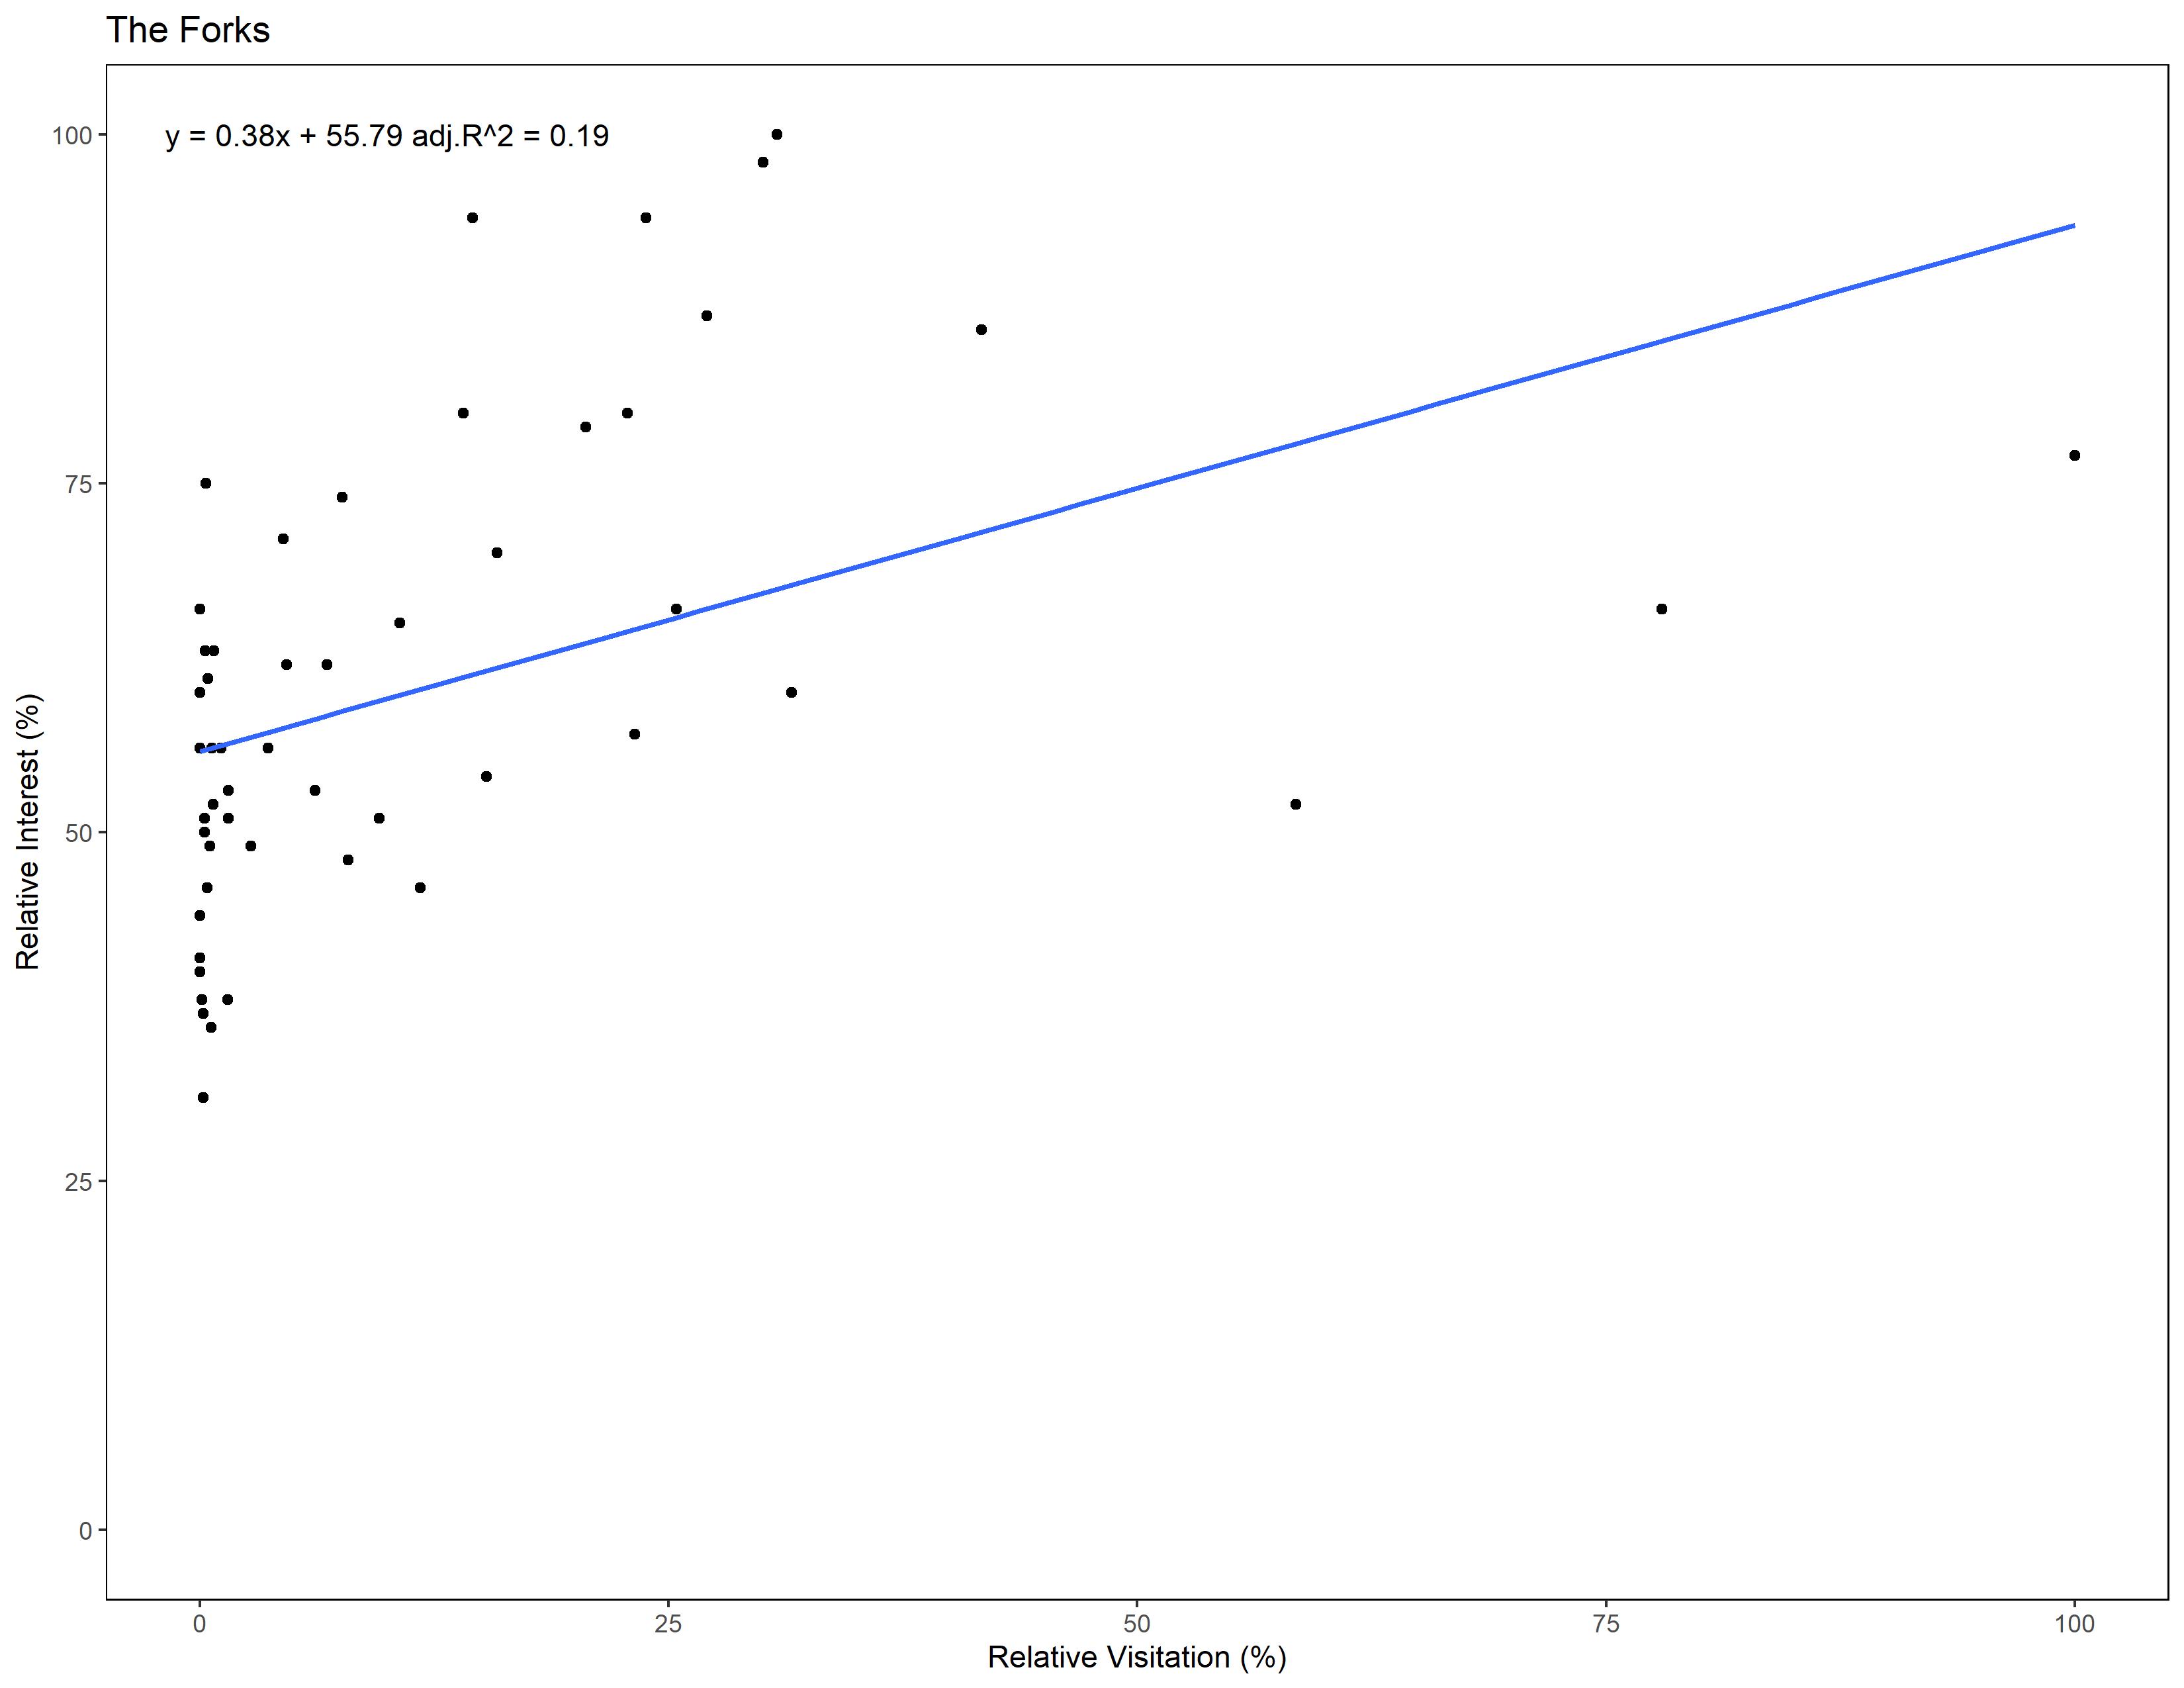 The Forks
y = 0.38x + 55.79 adj.R^2 = 0.19
100
75
50
25
0
Relative Interest (%)
0 25 50 75 100
Relative Visitation (%)